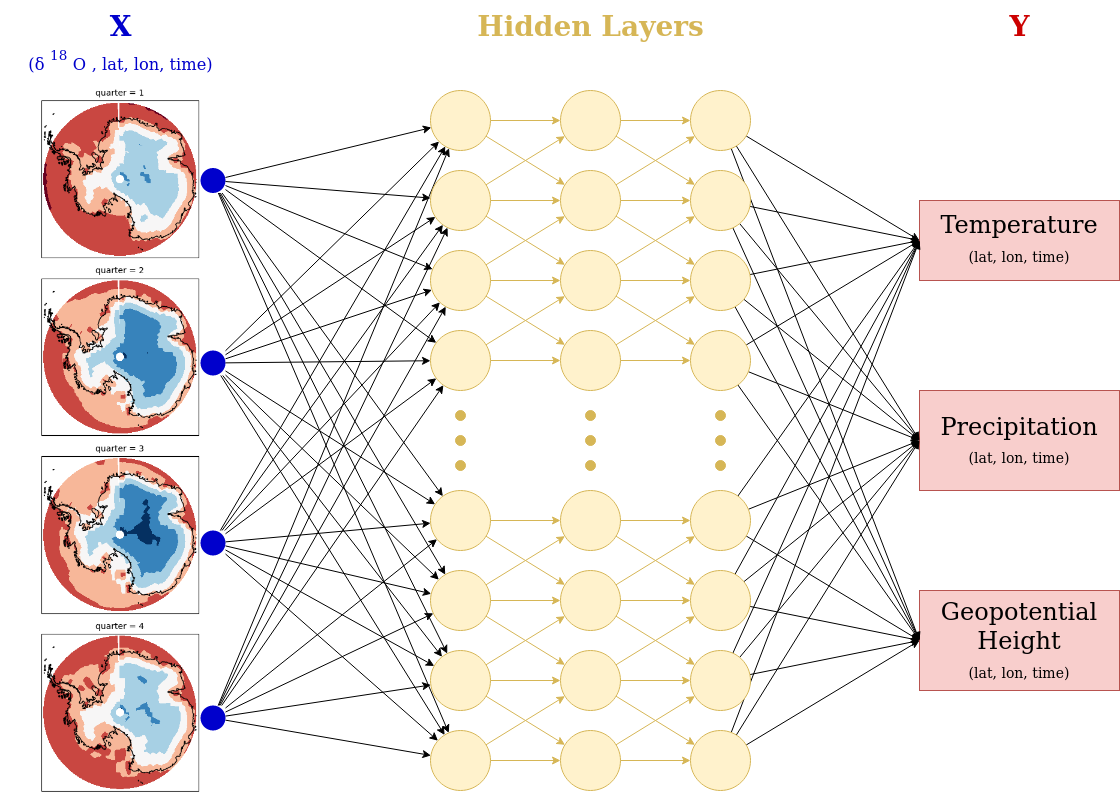 X
Hidden Layers
Y
(δ 18 O , lat, lon, time)
quarter = 1
quarter = 2
quarter = 3
quarter = 4
Temperature
(lat, lon, time)
Precipitation
(lat, lon, time)
Geopotential
Height
(lat, lon, time)